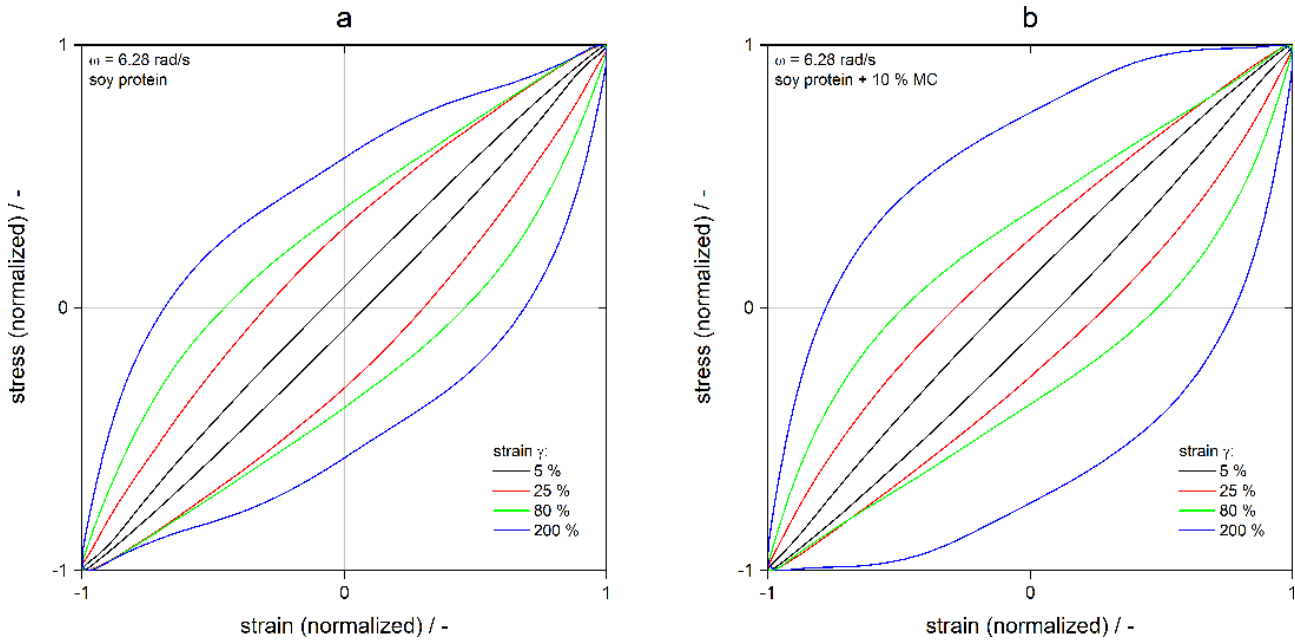 a
1
ω = 6.28 rad/s
soy protein
0
-1
-1
0
1
stress (normalized) / -
strain (normalized) / -
strain γ:
5 %
25 %
80 %
200 %
b
1
ω = 6.28 rad/s
soy protein + 10 % MC
0
-1
-1
0
1
stress (normalized) / -
strain (normalized) / -
strain γ:
5 %
25 %
80 %
200 %